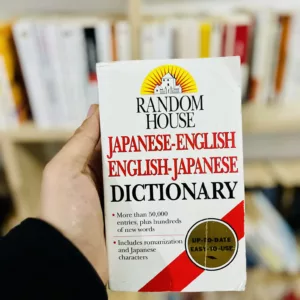 RANDOM
HOUSE
JAPANESE-ENGLISH
ENGLISH-JAPANESE
DICTIONARY
• More than 50,000
entries, plus hundreds
of new words
• Includes romanization
and Japanese
characters
UP-TO-DATE
EASY-TO-USE